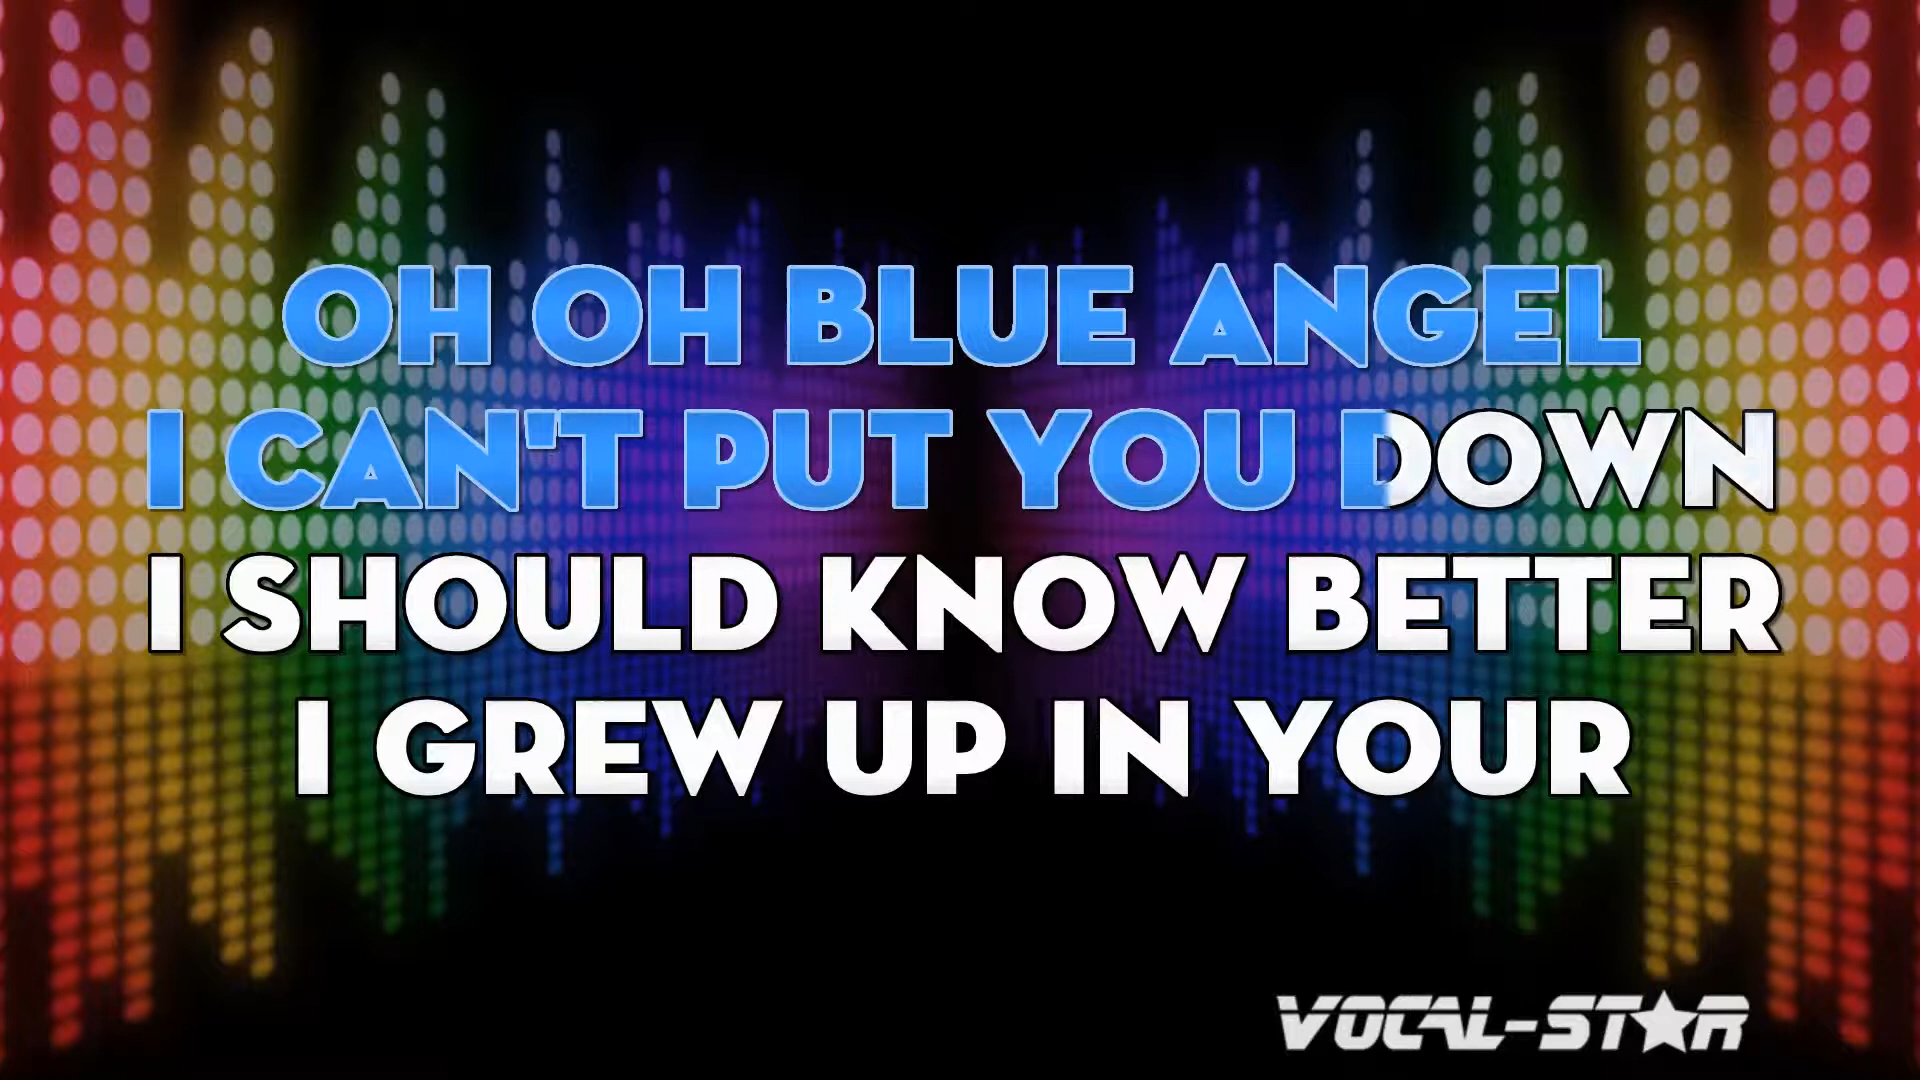 OH OH BLUE ANGEL
I CAN'T PUT YOU DOWN
I SHOULD KNOW BETTER
I GREW UP IN YOUR
VOCAL-STAR